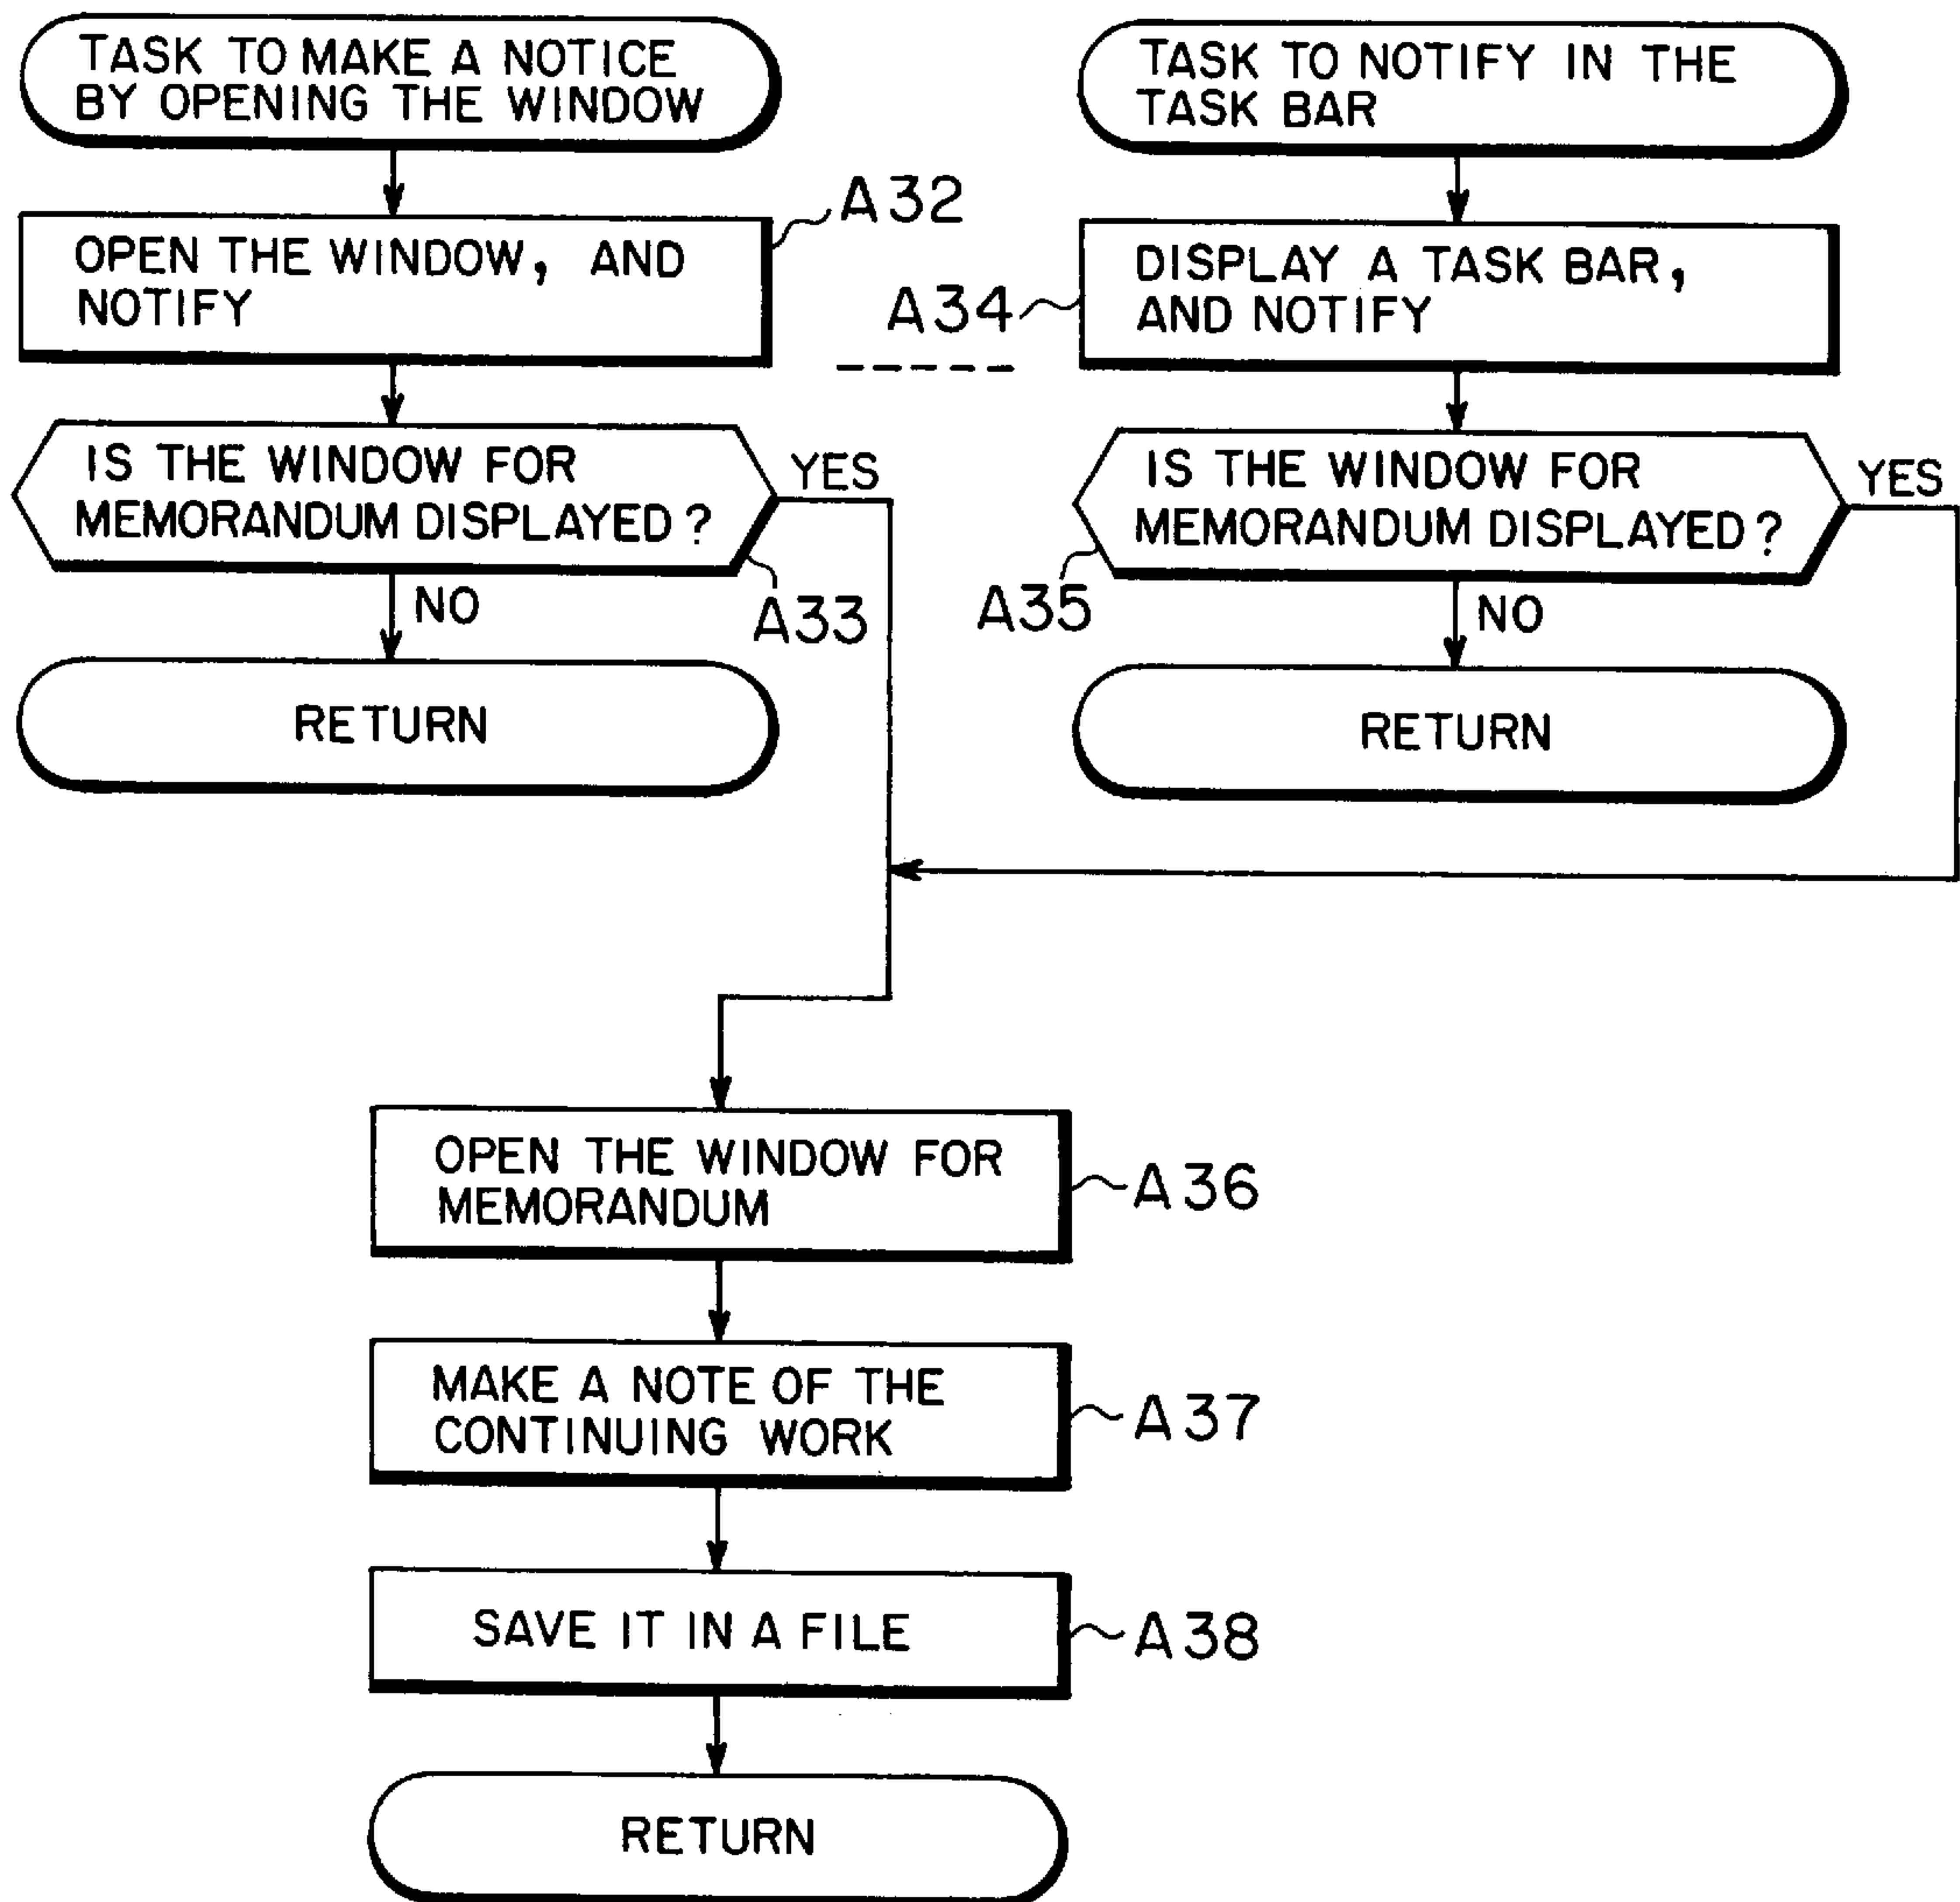 TASK TO MAKE A NOTICE
BY OPENING THE WINDOW
A32
OPEN THE WINDOW, AND
NOTIFY
IS THE WINDOW FOR
MEMORANDUM DISPLAYED?
YES
A33
NO
RETURN
TASK TO NOTIFY IN THE
TASK BAR
A34
DISPLAY A TASK BAR,
AND NOTIFY
IS THE WINDOW FOR
MEMORANDUM DISPLAYED?
YES
A35
NO
RETURN
OPEN THE WINDOW FOR
MEMORANDUM
A36
MAKE A NOTE OF THE
CONTINUING WORK
A37
SAVE IT IN A FILE
A38
RETURN